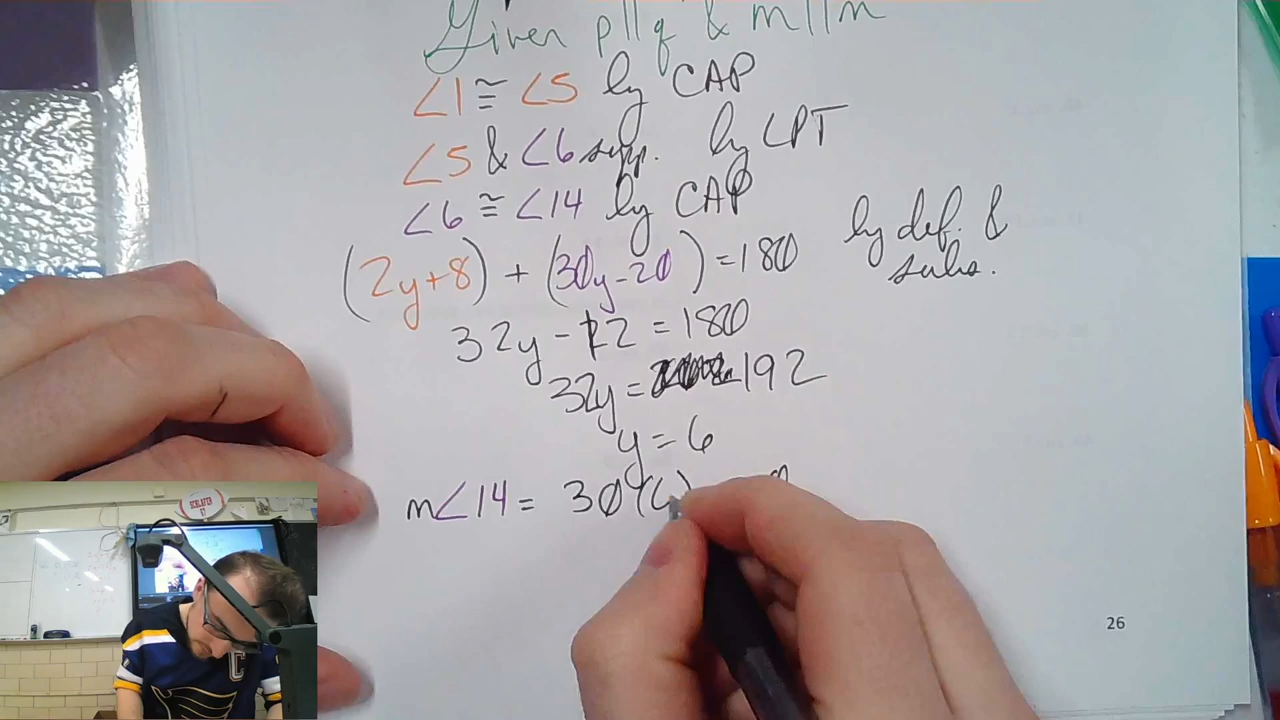 Given p||q & m||n
∠1 ≅ ∠5 by CAP
∠5 & ∠6 supp. by LPT
∠6 ≅ ∠14 by CAP
(2y+8) + (30y-20) = 180 by def. & subs.
32y - 12 = 180
32y = 192
y = 6
m∠14 = 30(6)
26